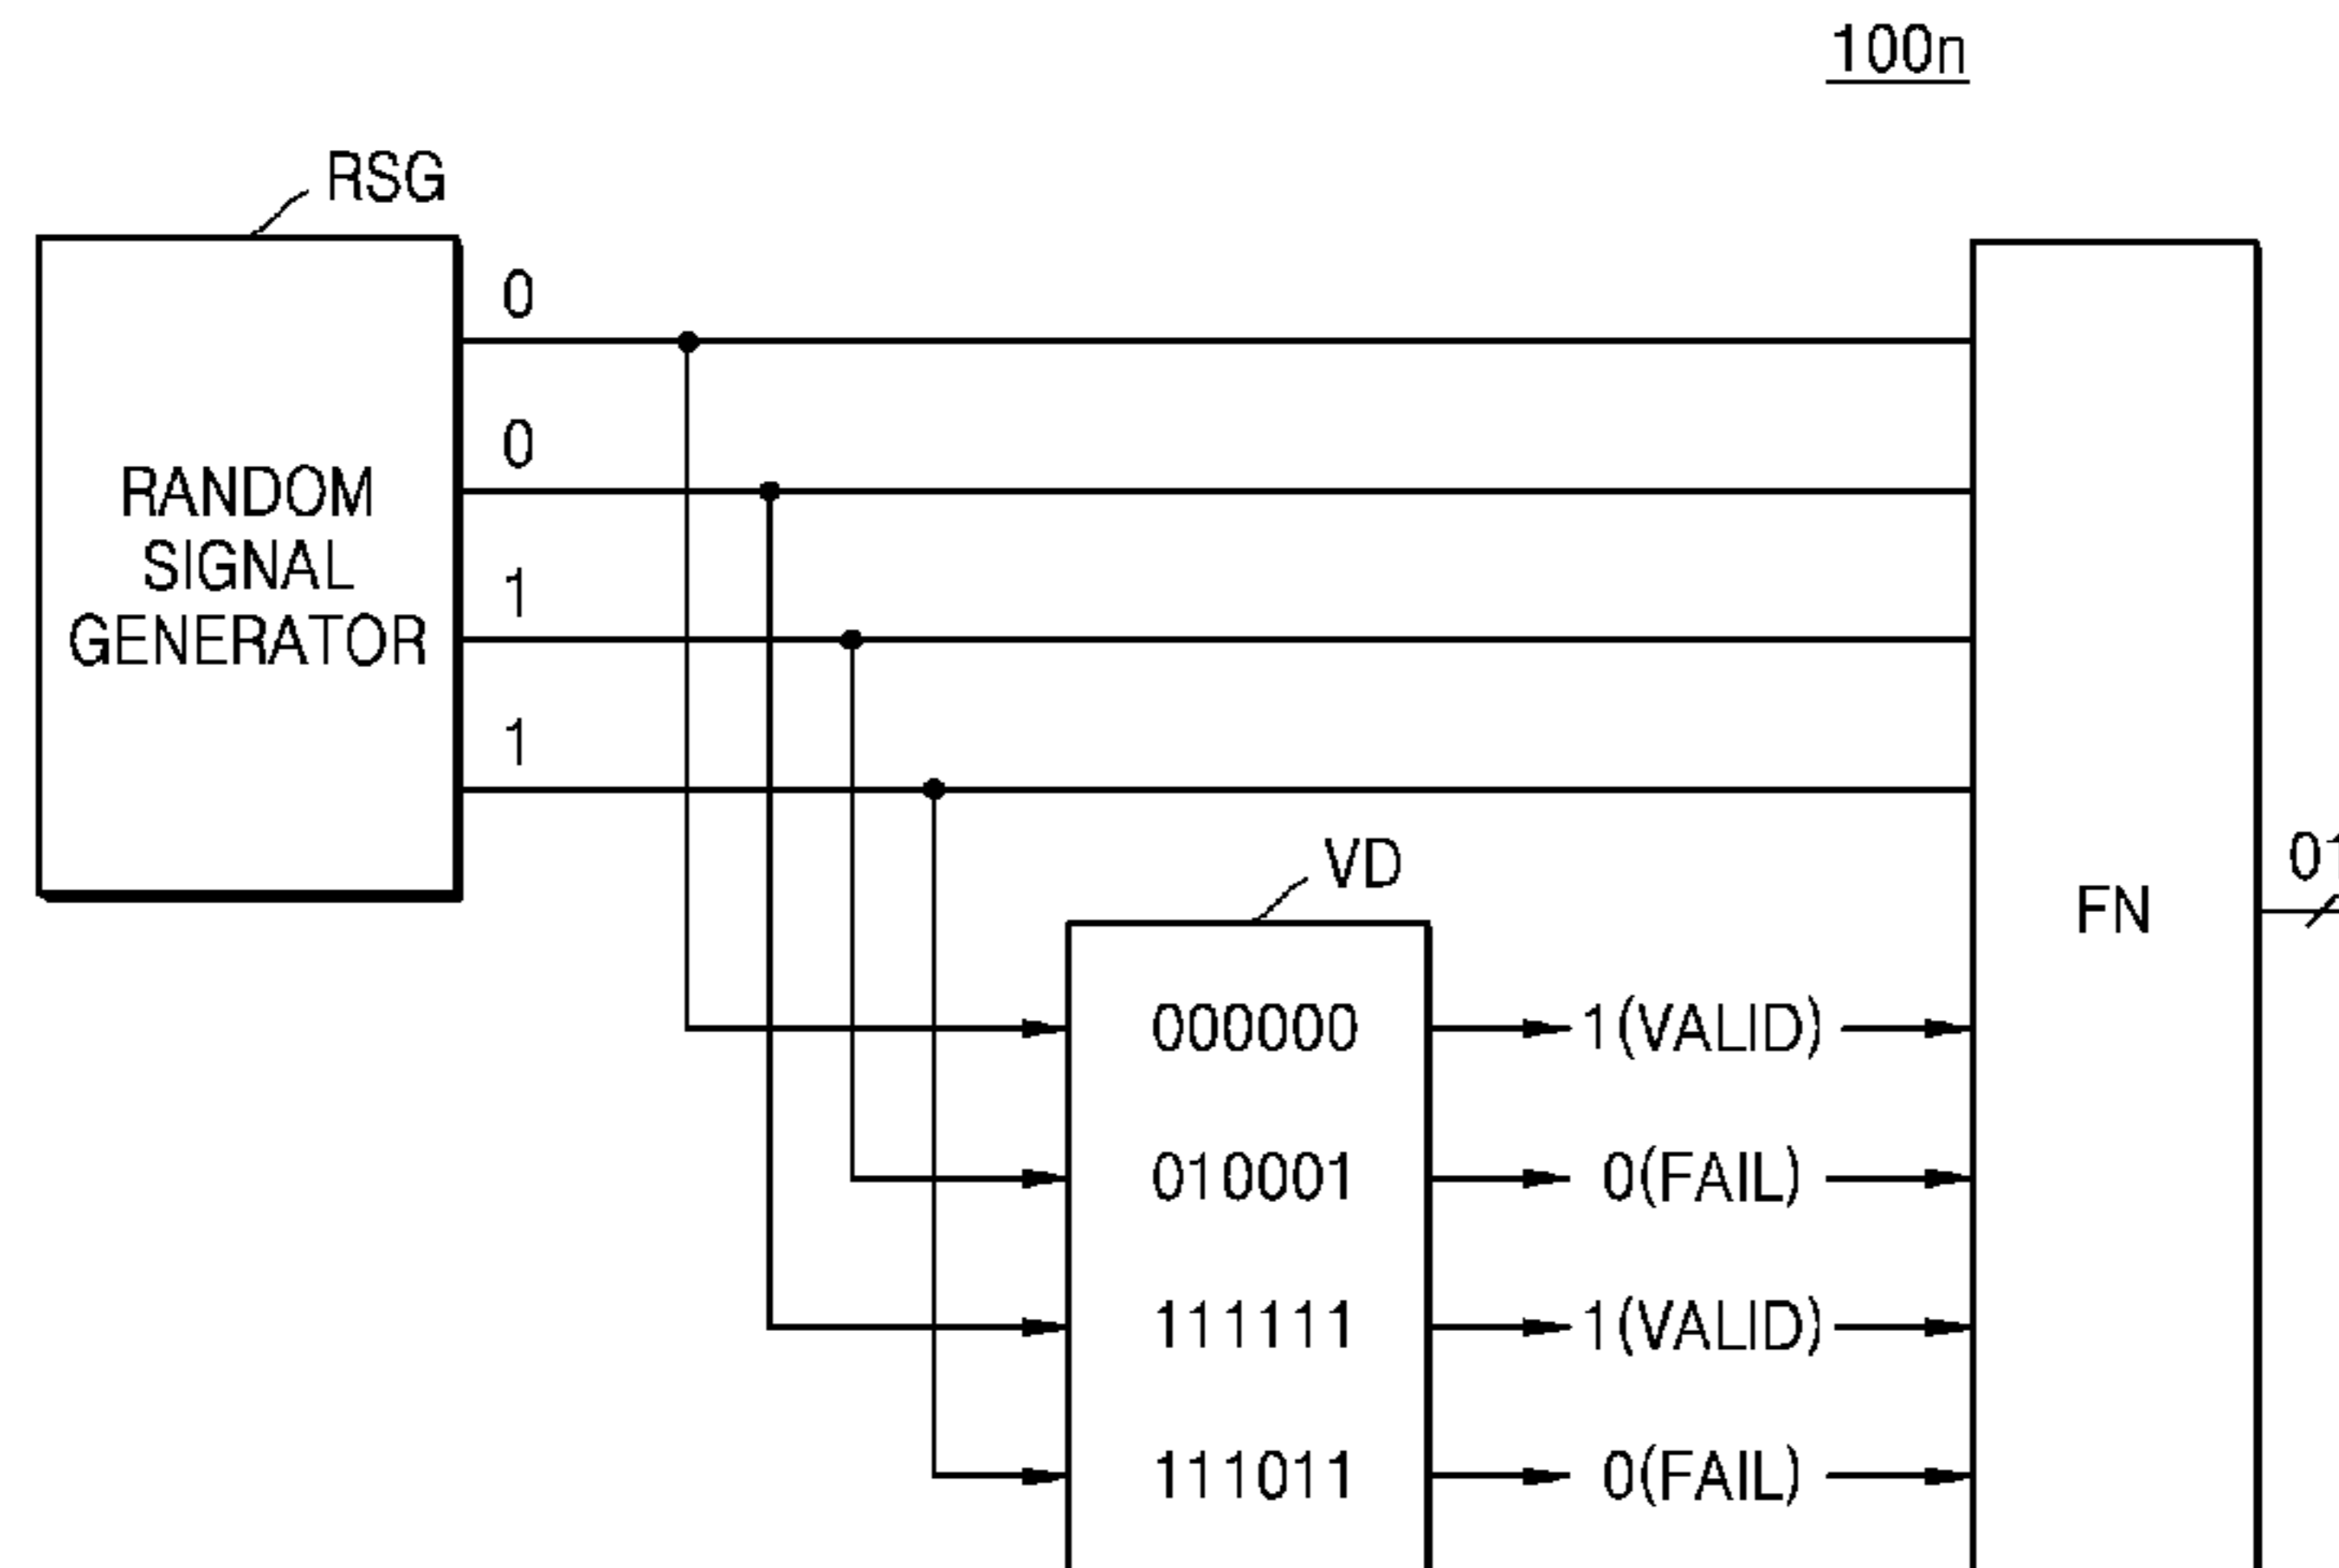 100n
RSG
0
0
RANDOM
SIGNAL
GENERATOR
1
1
VD
01
FN
000000
1(VALID)
010001
0(FAIL)
111111
1(VALID)
111011
0(FAIL)